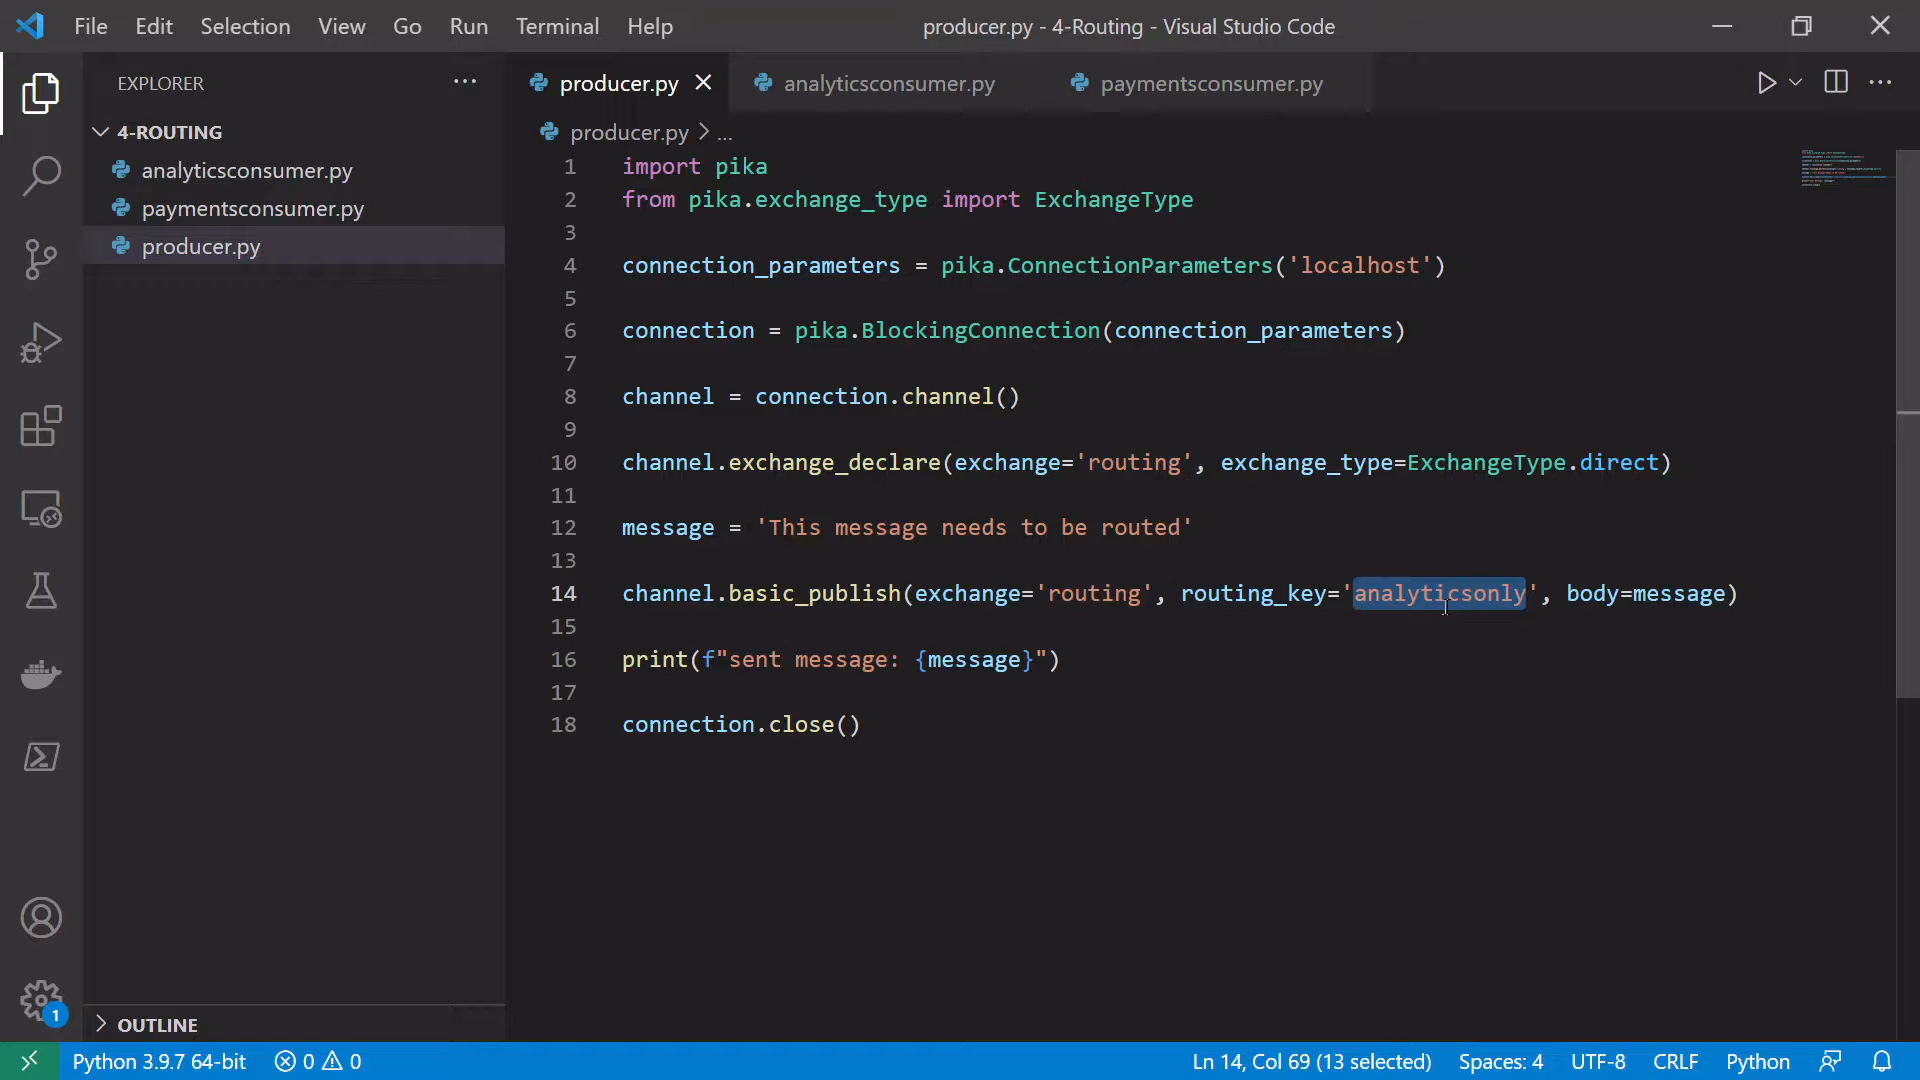 File Edit Selection View Go Run Terminal Help
producer.py - 4-Routing - Visual Studio Code
EXPLORER
4-ROUTING
analyticsconsumer.py
paymentsconsumer.py
producer.py
OUTLINE
producer.py analyticsconsumer.py paymentsconsumer.py
producer.py > ...
1 import pika
2 from pika.exchange_type import ExchangeType
3
4 connection_parameters = pika.ConnectionParameters('localhost')
5
6 connection = pika.BlockingConnection(connection_parameters)
7
8 channel = connection.channel()
9
10 channel.exchange_declare(exchange='routing', exchange_type=ExchangeType.direct)
11
12 message = 'This message needs to be routed'
13
14 channel.basic_publish(exchange='routing', routing_key='analyticsonly', body=message)
15
16 print(f"sent message: {message}")
17
18 connection.close()
1
Python 3.9.7 64-bit 0 0 Ln 14, Col 69 (13 selected) Spaces: 4 UTF-8 CRLF Python